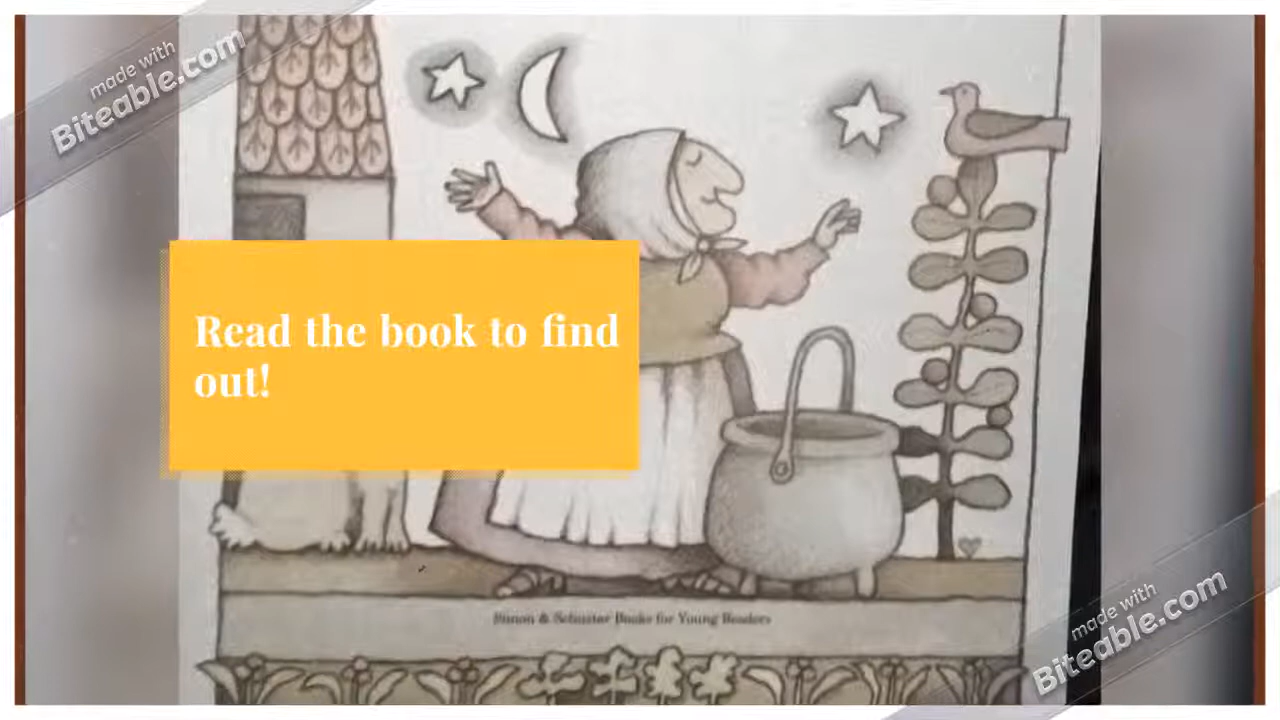 made with
Biteable.com
Read the book to find
out!
Simon & Schuster Books for Young Readers
made with
Biteable.com